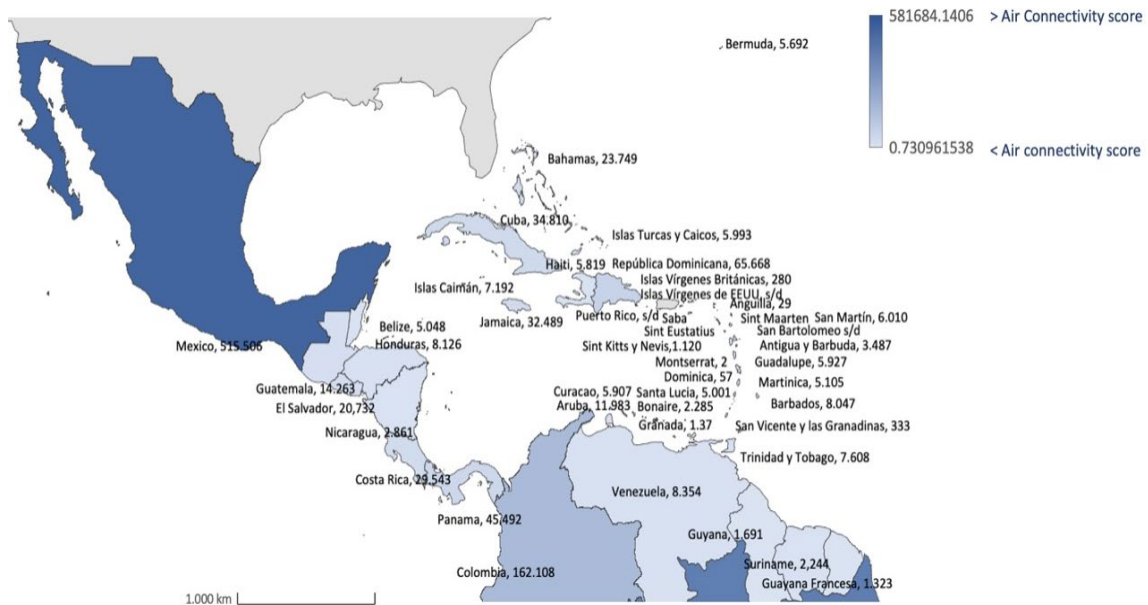 581684.1406 > Air Connectivity score
Bermuda, 5.692
0.730961538 < Air connectivity score
Bahamas, 23.749
Cuba, 34.810
Islas Turcas y Caicos, 5.993
Haiti, 5.819 República Dominicana, 65.668
Islas Vírgenes Británicas, 280
Islas Caimán, 7.192
Islas Vírgenes de EEUU, s/d
Anguilla, 29
Puerto Rico, s/d Saba
Sint Maarten San Martín, 6.010
Jamaica, 32.489
Belize, 5.048
Sint Eustatius
San Bartolomeo s/d
Mexico, 515.506
Honduras, 8.126
Sint Kitts y Nevis,1.120
Antigua y Barbuda, 3.487
Montserrat, 2
Guadalupe, 5.927
Dominica, 57
Martinica, 5.105
Guatemala, 14.263
Curacao, 5.907 Santa Lucia, 5.001
El Salvador, 20,732
Aruba, 11.983 Bonaire, 2.285
Barbados, 8.047
Nicaragua, 2.861
Granada, 1.37
San Vicente y las Granadinas, 333
Trinidad y Tobago, 7.608
Costa Rica, 29.543
Venezuela, 8.354
Panama, 45.492
Guyana, 1.691
Colombia, 162.108
Suriname, 2,244
Guayana Francesa, 1.323
1.000 km